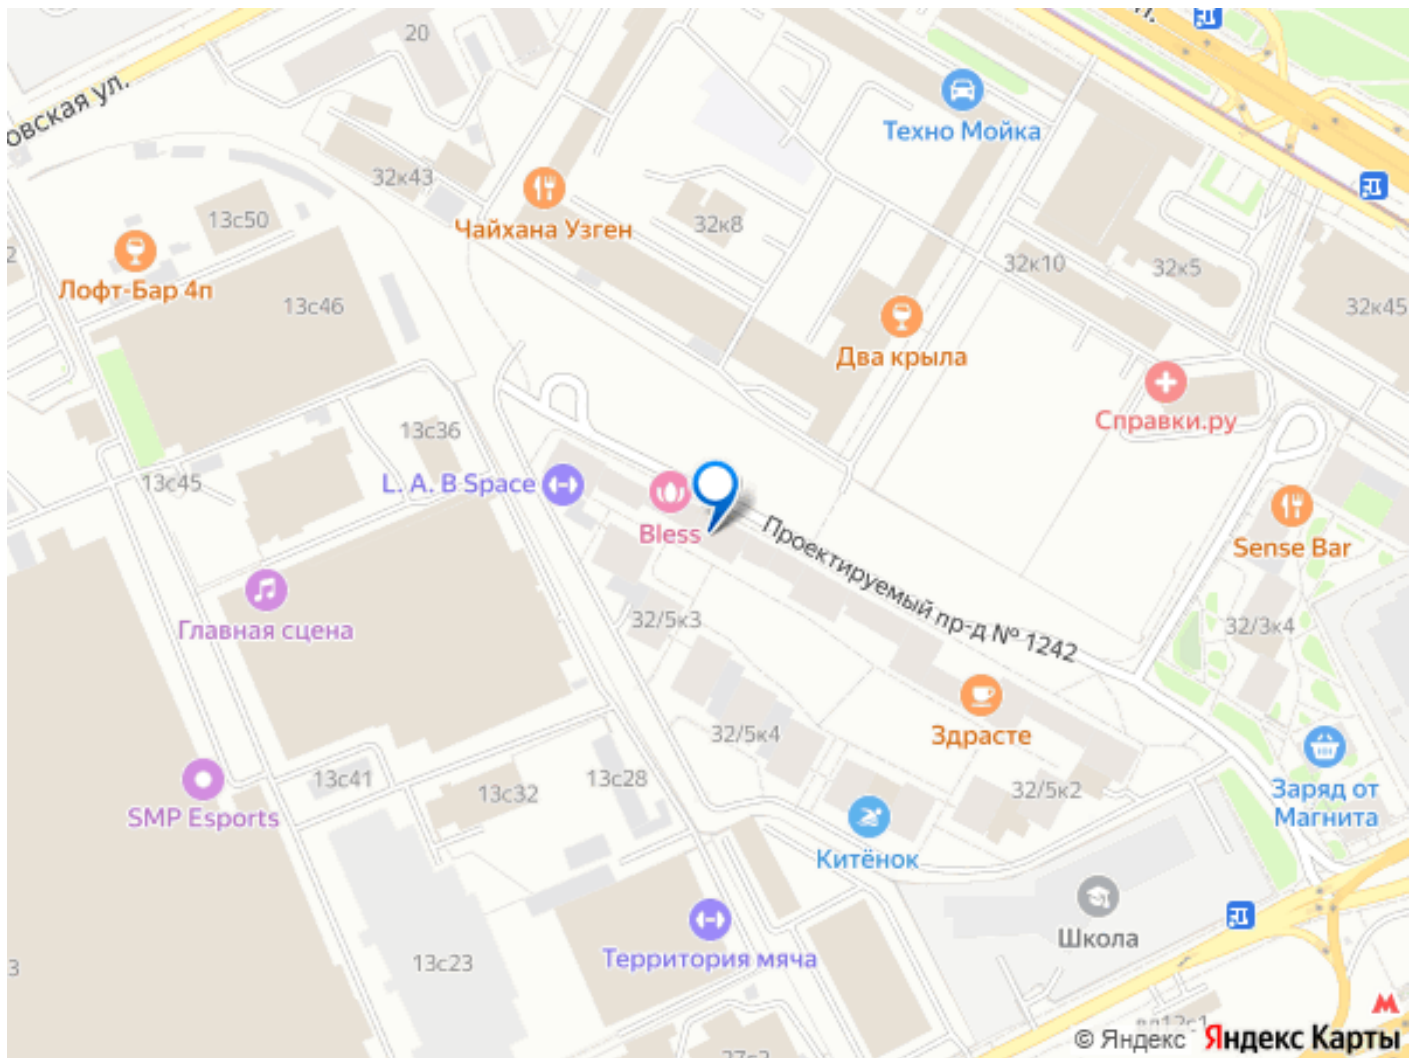 20
овская ул.
Техно Мойка
32к43
Чайхана Узген
13с50
32к8
32к10
32к5
2
Лофт-Бар 4п
13с46
32к45
Два крыла
Справки.ру
13с36
13с45
L. A. B Space
Bless
Проектируемый пр-д № 1242
Sense Bar
Главная сцена
32/5к3
32/3к4
32/5к4
Здрасте
13с41
13с32
13с28
32/5к2
Заряд от
Магнита
SMP Esports
Китёнок
Школа
Территория мяча
13с23
3
© Яндекс Яндекс Карты